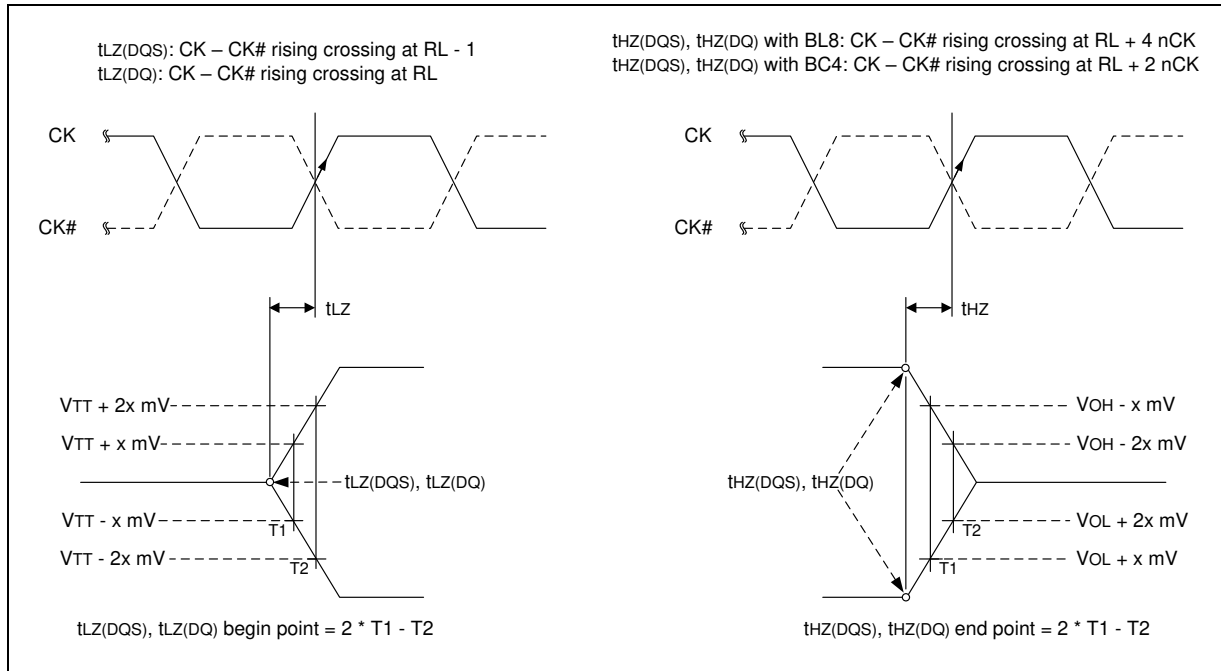 tLZ(DQS): CK – CK# rising crossing at RL - 1
tLZ(DQ): CK – CK# rising crossing at RL
CK
CK#
tLZ
VTT + 2x mV
VTT + x mV
tLZ(DQS), tLZ(DQ)
VTT - x mV
T1
VTT - 2x mV
T2
tLZ(DQS), tLZ(DQ) begin point = 2 * T1 - T2
tHZ(DQS), tHZ(DQ) with BL8: CK – CK# rising crossing at RL + 4 nCK
tHZ(DQS), tHZ(DQ) with BC4: CK – CK# rising crossing at RL + 2 nCK
CK
CK#
tHZ
VOH - x mV
VOH - 2x mV
tHZ(DQS), tHZ(DQ)
VOL + 2x mV
T2
VOL + x mV
T1
tHZ(DQS), tHZ(DQ) end point = 2 * T1 - T2